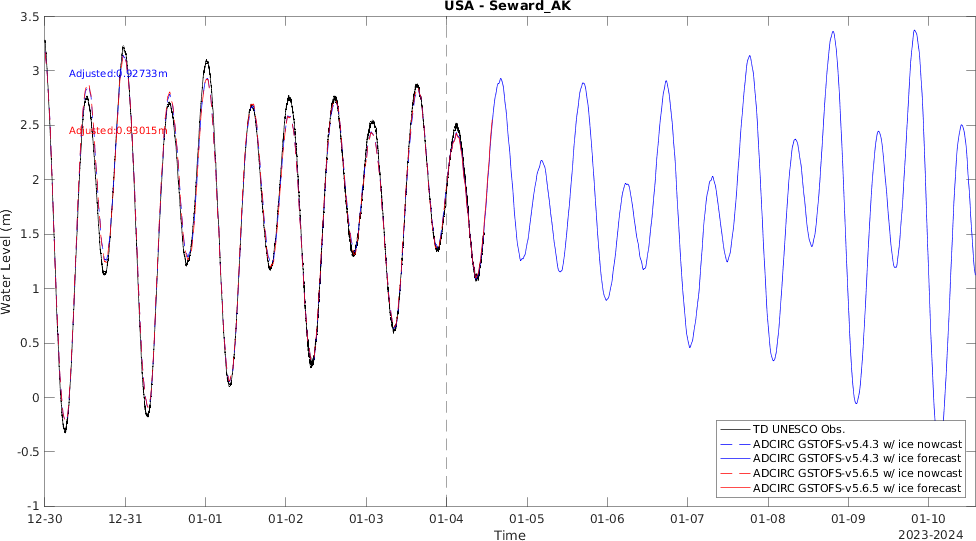 USA - Seward_AK
3.5
3
2.5
2
1.5
1
0.5
0
-0.5
-1
Water Level (m)
Adjusted:0.92733m
Adjusted:0.93015m
TD UNESCO Obs.
ADCIRC GSTOFS-v5.4.3 w/ ice nowcast
ADCIRC GSTOFS-v5.4.3 w/ ice forecast
ADCIRC GSTOFS-v5.6.5 w/ ice nowcast
ADCIRC GSTOFS-v5.6.5 w/ ice forecast
12-30 12-31 01-01 01-02 01-03 01-04 01-05 01-06 01-07 01-08 01-09 01-10
Time
2023-2024